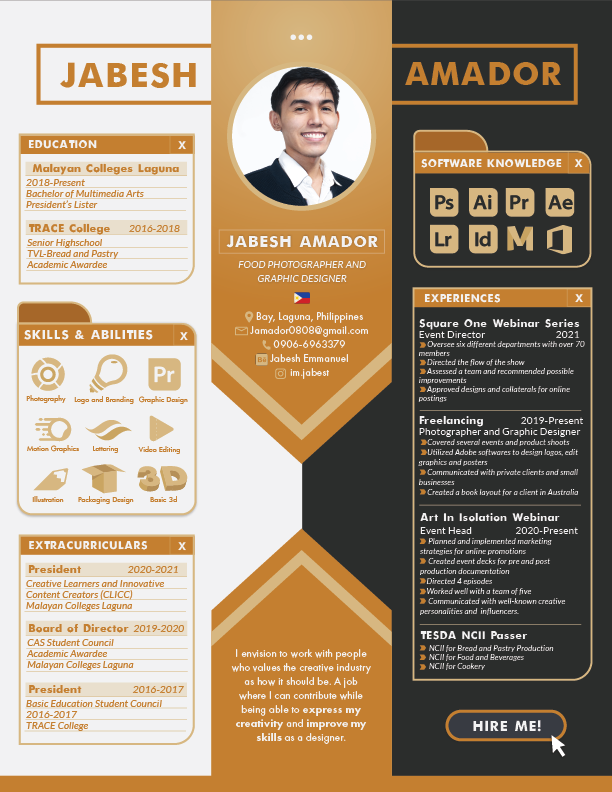 JABESH
AMADOR
EDUCATION X
Malayan Colleges Laguna
2018-Present
Bachelor of Multimedia Arts
President's Lister
TRACE College 2016-2018
Senior Highschool
TVL-Bread and Pastry
Academic Awardee
SKILLS & ABILITIES X
Pr
Photography Logo and Branding Graphic Design
Motion Graphics Lettering Video Editing
3D
Illustration Packaging Design Basic 3d
EXTRACURRICULARS X
President 2020-2021
Creative Learners and Innovative
Content Creators (CLICC)
Malayan Colleges Laguna
Board of Director 2019-2020
CAS Student Council
Academic Awardee
Malayan Colleges Laguna
President 2016-2017
Basic Education Student Council
2016-2017
TRACE College
JABESH AMADOR
FOOD PHOTOGRAPHER AND
GRAPHIC DESIGNER
Bay, Laguna, Philippines
Jamador0808@gmail.com
0906-6963379
Bē Jabesh Emmanuel
im.jabest
I envision to work with people
who values the creative industry
as how it should be. A job
where I can contribute while
being able to express my
creativity and improve my
skills as a designer.
SOFTWARE KNOWLEDGE X
Ps Ai Pr Ae
Lr Id M
EXPERIENCES X
Square One Webinar Series
Event Director 2021
Oversee six different departments with over 70
members
Directed the flow of the show
Assessed a team and recommended possible
improvements
Approved designs and collaterals for online
postings
Freelancing 2019-Present
Photographer and Graphic Designer
Covered several events and product shoots
Utilized Adobe softwares to design logos, edit
graphics and posters
Communicated with private clients and small
businesses
Created a book layout for a client in Australia
Art In Isolation Webinar
Event Head 2020-Present
Planned and implemented marketing
strategies for online promotions
Created event decks for pre and post
production documentation
Directed 4 episodes
Worked well with a team of five
Communicated with well-known creative
personalities and influencers.
TESDA NCII Passer
NCII for Bread and Pastry Production
NCII for Food and Beverages
NCII for Cookery
HIRE ME!